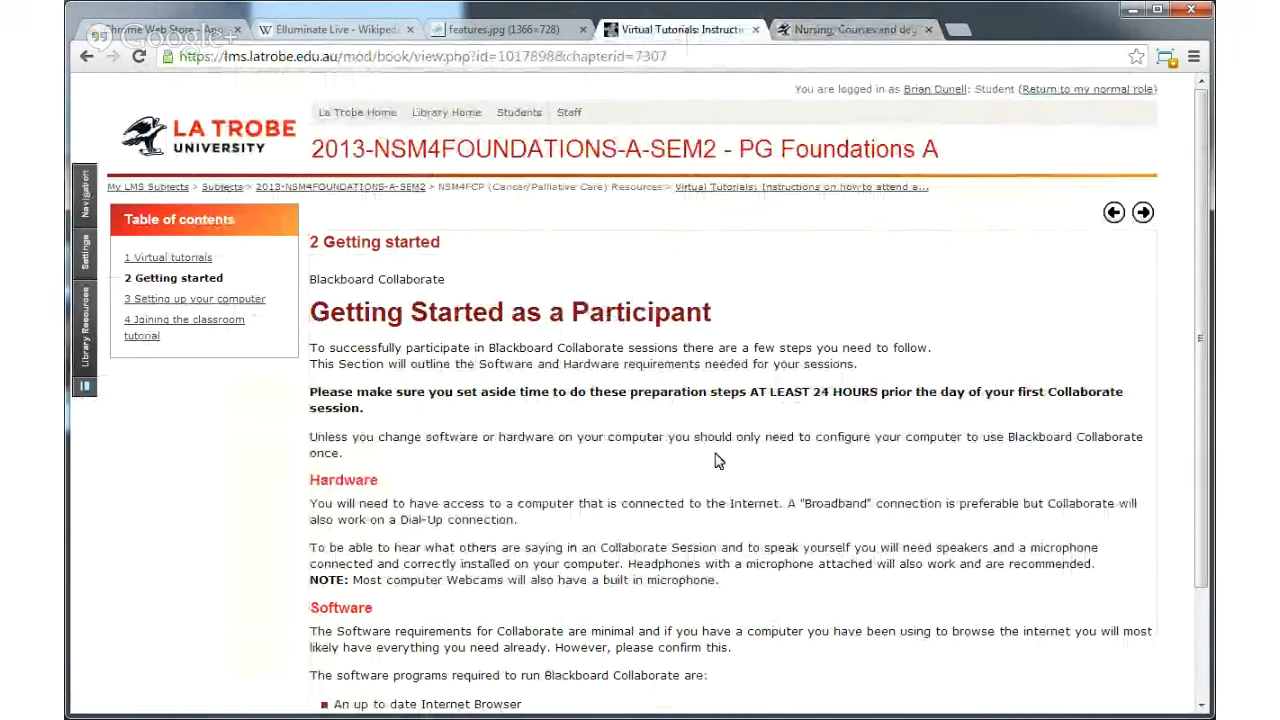 Chrome Web Store - App
Elluminate Live - Wikiped
features.jpg (1366×728)
Virtual Tutorials: Instructi
Nursing, Courses and deg
Google+
https://lms.latrobe.edu.au/mod/book/view.php?id=1017898&chapterid=7307
You are logged in as Brian Dunell: Student (Return to my normal role)
La Trobe Home Library Home Students Staff
LA TROBE
UNIVERSITY
2013-NSM4FOUNDATIONS-A-SEM2 - PG Foundations A
My LMS Subjects > Subjects > 2013-NSM4FOUNDATIONS-A-SEM2 > NSM4FCP (Cancer/Palliative Care) Resources > Virtual Tutorials: Instructions on how to attend a...
Navigation
Settings
Library Resources
Table of contents
1 Virtual tutorials
2 Getting started
3 Setting up your computer
4 Joining the classroom
tutorial
2 Getting started
Blackboard Collaborate
Getting Started as a Participant
To successfully participate in Blackboard Collaborate sessions there are a few steps you need to follow.
This Section will outline the Software and Hardware requirements needed for your sessions.
Please make sure you set aside time to do these preparation steps AT LEAST 24 HOURS prior the day of your first Collaborate
session.
Unless you change software or hardware on your computer you should only need to configure your computer to use Blackboard Collaborate
once.
Hardware
You will need to have access to a computer that is connected to the Internet. A "Broadband" connection is preferable but Collaborate will
also work on a Dial-Up connection.
To be able to hear what others are saying in an Collaborate Session and to speak yourself you will need speakers and a microphone
connected and correctly installed on your computer. Headphones with a microphone attached will also work and are recommended.
NOTE: Most computer Webcams will also have a built in microphone.
Software
The Software requirements for Collaborate are minimal and if you have a computer you have been using to browse the internet you will most
likely have everything you need already. However, please confirm this.
The software programs required to run Blackboard Collaborate are:
An up to date Internet Browser